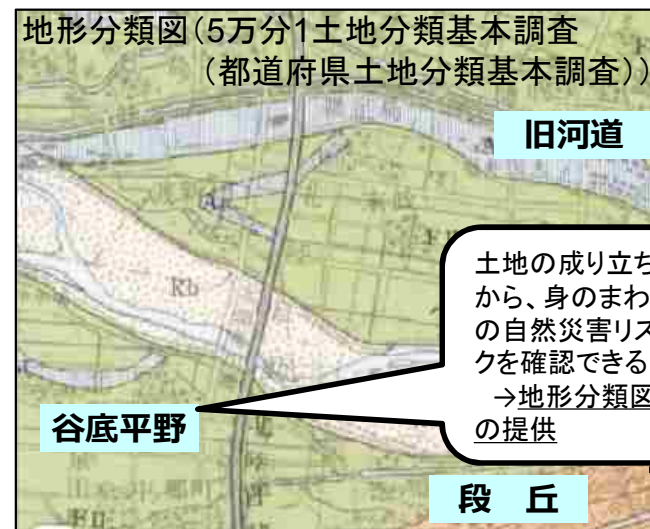 地形分類図(5万分1土地分類基本調査
(都道府県土地分類基本調査))
旧河道
Rb
土地の成り立ち
から、身のまわ
の自然災害リス
クを確認できる
→地形分類図
の提供
谷底平野
段 丘